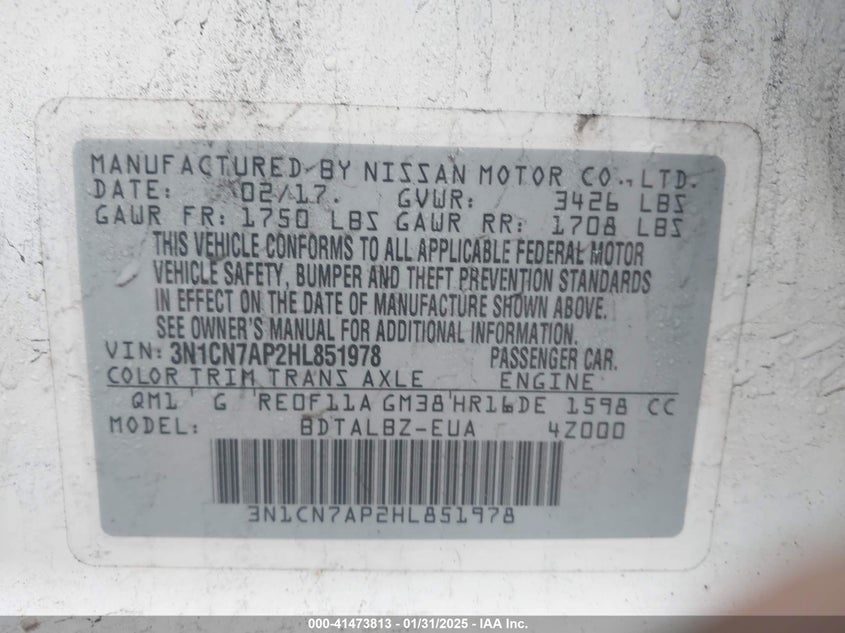 MANUFACTURED BY NISSAN MOTOR CO., LTD.
DATE: 02/17. GVWR: 3426 LBS
GAWR FR: 1750 LBS GAWR RR: 1708 LBS
THIS VEHICLE CONFORMS TO ALL APPLICABLE FEDERAL MOTOR
VEHICLE SAFETY, BUMPER AND THEFT PREVENTION STANDARDS
IN EFFECT ON THE DATE OF MANUFACTURE SHOWN ABOVE.
SEE OWNER'S MANUAL FOR ADDITIONAL INFORMATION.
VIN: 3N1CN7AP2HL851978 PASSENGER CAR.
COLOR TRIM TRANS AXLE ENGINE
QM1 G RE0F11A GM38 HR16DE 1598 CC
MODEL: BDTALBZ-EUA 4Z000
3N1CN7AP2HL851978
000-41473813 - 01/31/2025 - IAA Inc.